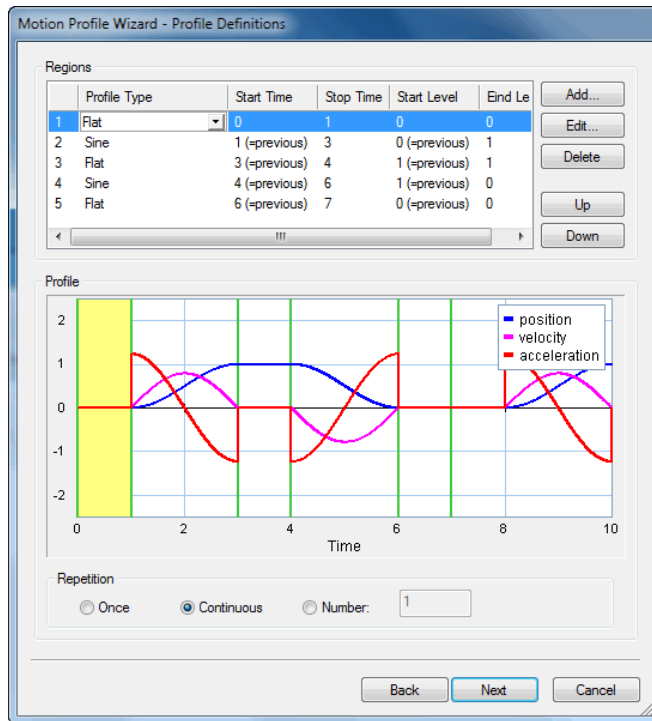 Motion Profile Wizard - Profile Definitions
Regions
Profile Type Start Time Stop Time Start Level Eind Le
1 Flat 0 1 0 0
2 Sine 1 (=previous) 3 0 (=previous) 1
3 Flat 3 (=previous) 4 1 (=previous) 1
4 Sine 4 (=previous) 6 1 (=previous) 0
5 Flat 6 (=previous) 7 0 (=previous) 0
Add...
Edit...
Delete
Up
Down
Profile
position
velocity
acceleration
2
1
0
-1
-2
0 2 4 6 8 10
Time
Repetition
Once Continuous Number: 1
Back Next Cancel